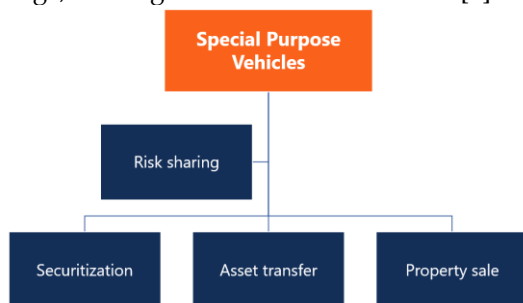 Special Purpose
Vehicles
Risk sharing
Securitization
Asset transfer
Property sale